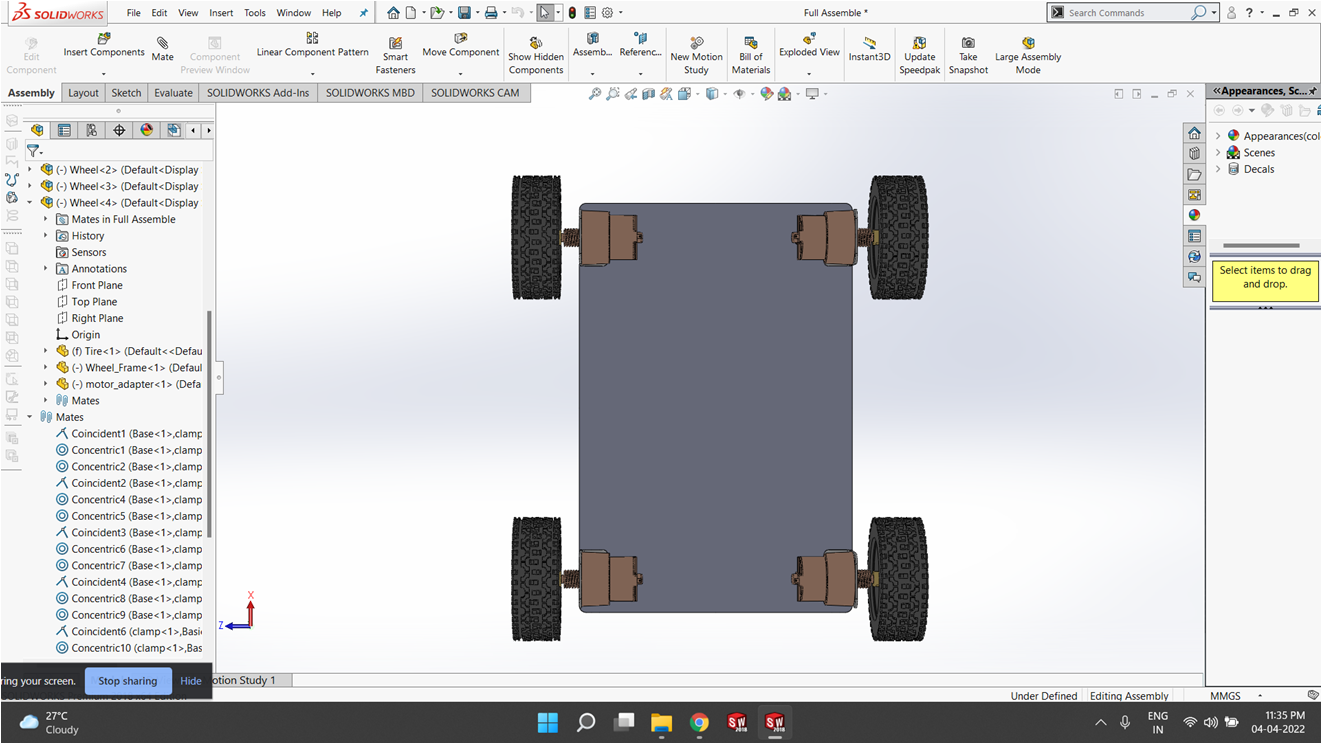 SOLIDWORKS
File Edit View Insert Tools Window Help
Full Assemble *
Search Commands
Edit Component
Insert Components
Mate
Component Preview Window
Linear Component Pattern
Smart Fasteners
Move Component
Show Hidden Components
Assemb...
Referenc...
New Motion Study
Bill of Materials
Exploded View
Instant3D
Update Speedpak
Take Snapshot
Large Assembly Mode
Assembly Layout Sketch Evaluate SOLIDWORKS Add-Ins SOLIDWORKS MBD SOLIDWORKS CAM
(-) Wheel<2> (Default<Display
(-) Wheel<3> (Default<Display
(-) Wheel<4> (Default<Display
Mates in Full Assemble
History
Sensors
Annotations
Front Plane
Top Plane
Right Plane
Origin
(f) Tire<1> (Default<<Defau
(-) Wheel_Frame<1> (Defau
(-) motor_adapter<1> (Defa
Mates
Mates
Coincident1 (Base<1>,clamp
Concentric1 (Base<1>,clamp
Concentric2 (Base<1>,clamp
Coincident2 (Base<1>,clamp
Concentric4 (Base<1>,clamp
Concentric5 (Base<1>,clamp
Coincident3 (Base<1>,clamp
Concentric6 (Base<1>,clamp
Concentric7 (Base<1>,clamp
Coincident4 (Base<1>,clamp
Concentric8 (Base<1>,clamp
Concentric9 (Base<1>,clamp
Coincident6 (clamp<1>,Basi
Concentric10 (clamp<1>,Bas
X
Z
Appearances, Sc...
Appearances(colo
Scenes
Decals
Select items to drag
and drop.
ring your screen. Stop sharing Hide
otion Study 1
Under Defined Editing Assembly MMGS
27°C
Cloudy
SW
2018
SW
2018
ENG
IN
11:35 PM
04-04-2022